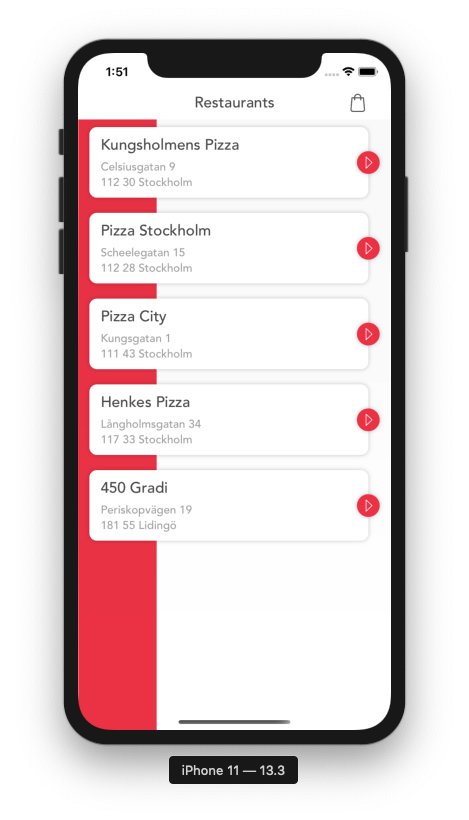 1:51
Restaurants
Kungsholmens Pizza
Celsiusgatan 9
112 30 Stockholm
Pizza Stockholm
Scheelegatan 15
112 28 Stockholm
Pizza City
Kungsgatan 1
111 43 Stockholm
Henkes Pizza
Långholmsgatan 34
117 33 Stockholm
450 Gradi
Periskopvägen 19
181 55 Lidingö
iPhone 11 — 13.3